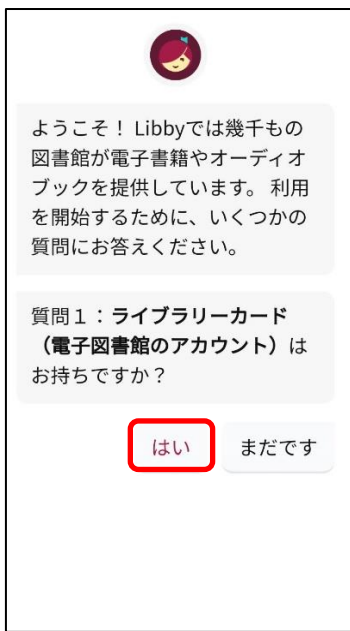 ようこそ！ Libbyでは幾千もの
図書館が電子書籍やオーディオ
ブックを提供しています。 利用
を開始するために、いくつかの
質問にお答えください。
質問１：ライブラリーカード
（電子図書館のアカウント）は
お持ちですか？
はい まだです